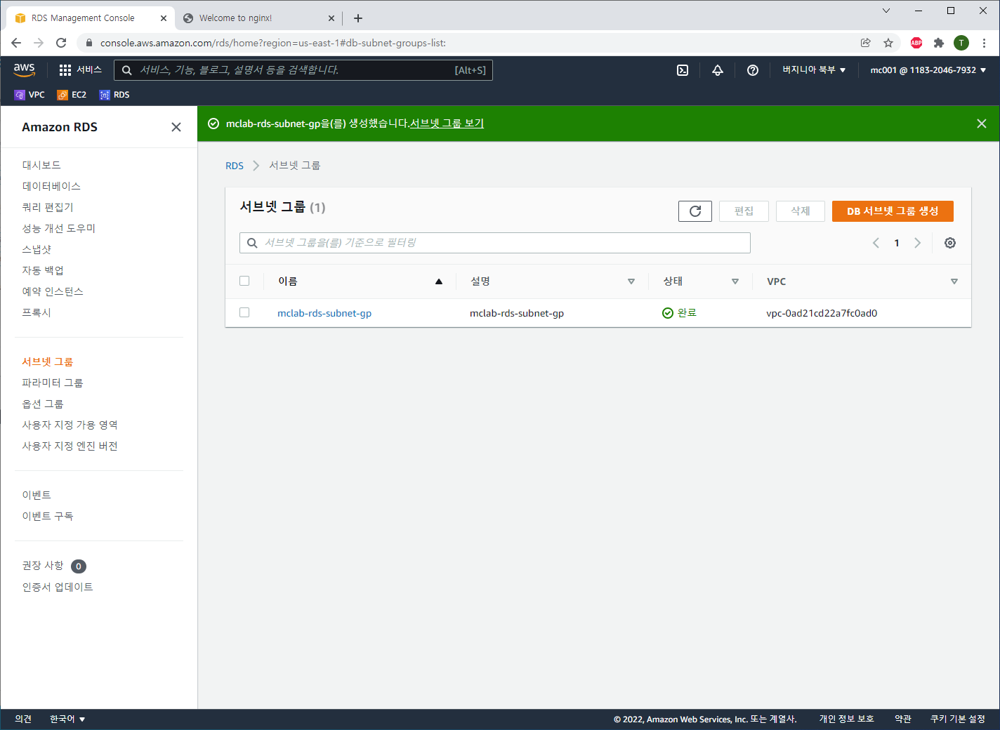 RDS Management Console
Welcome to nginx!
console.aws.amazon.com/rds/home?region=us-east-1#db-subnet-groups-list:
ABP
T
aws
서비스
서비스, 기능, 블로그, 설명서 등을 검색합니다.
[Alt+S]
버지니아 북부
mc001 @ 1183-2046-7932
VPC
EC2
RDS
Amazon RDS
mclab-rds-subnet-gp을(를) 생성했습니다.서브넷 그룹 보기
대시보드
데이터베이스
쿼리 편집기
성능 개선 도우미
스냅샷
자동 백업
예약 인스턴스
프록시
서브넷 그룹
파라미터 그룹
옵션 그룹
사용자 지정 가용 영역
사용자 지정 엔진 버전
이벤트
이벤트 구독
권장 사항 0
인증서 업데이트
RDS
서브넷 그룹
서브넷 그룹 (1)
편집
삭제
DB 서브넷 그룹 생성
서브넷 그룹을(를) 기준으로 필터링
1
이름
설명
상태
VPC
mclab-rds-subnet-gp
mclab-rds-subnet-gp
완료
vpc-0ad21cd22a7fc0ad0
의견
한국어
© 2022, Amazon Web Services, Inc. 또는 계열사.
개인 정보 보호
약관
쿠키 기본 설정